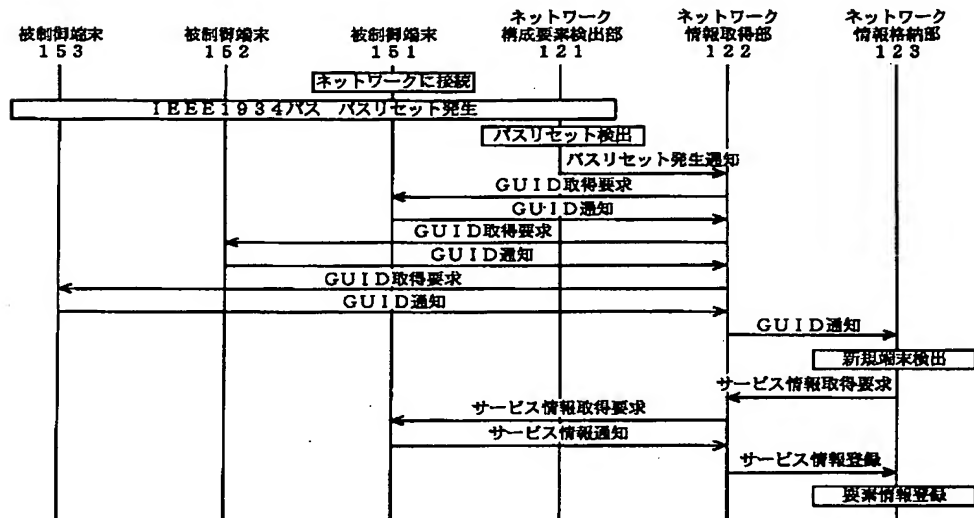 被制御端末
153
被制御端末
152
被制御端末
151
ネットワーク
構成要素検出部
121
ネットワーク
情報取得部
122
ネットワーク
情報格納部
123
ネットワークに接続
IEEE1934バス バスリセット発生
バスリセット検出
バスリセット発生通知
GUID取得要求
GUID通知
GUID取得要求
GUID通知
GUID取得要求
GUID通知
GUID通知
新規端末検出
サービス情報取得要求
サービス情報取得要求
サービス情報通知
サービス情報登録
要素情報登録